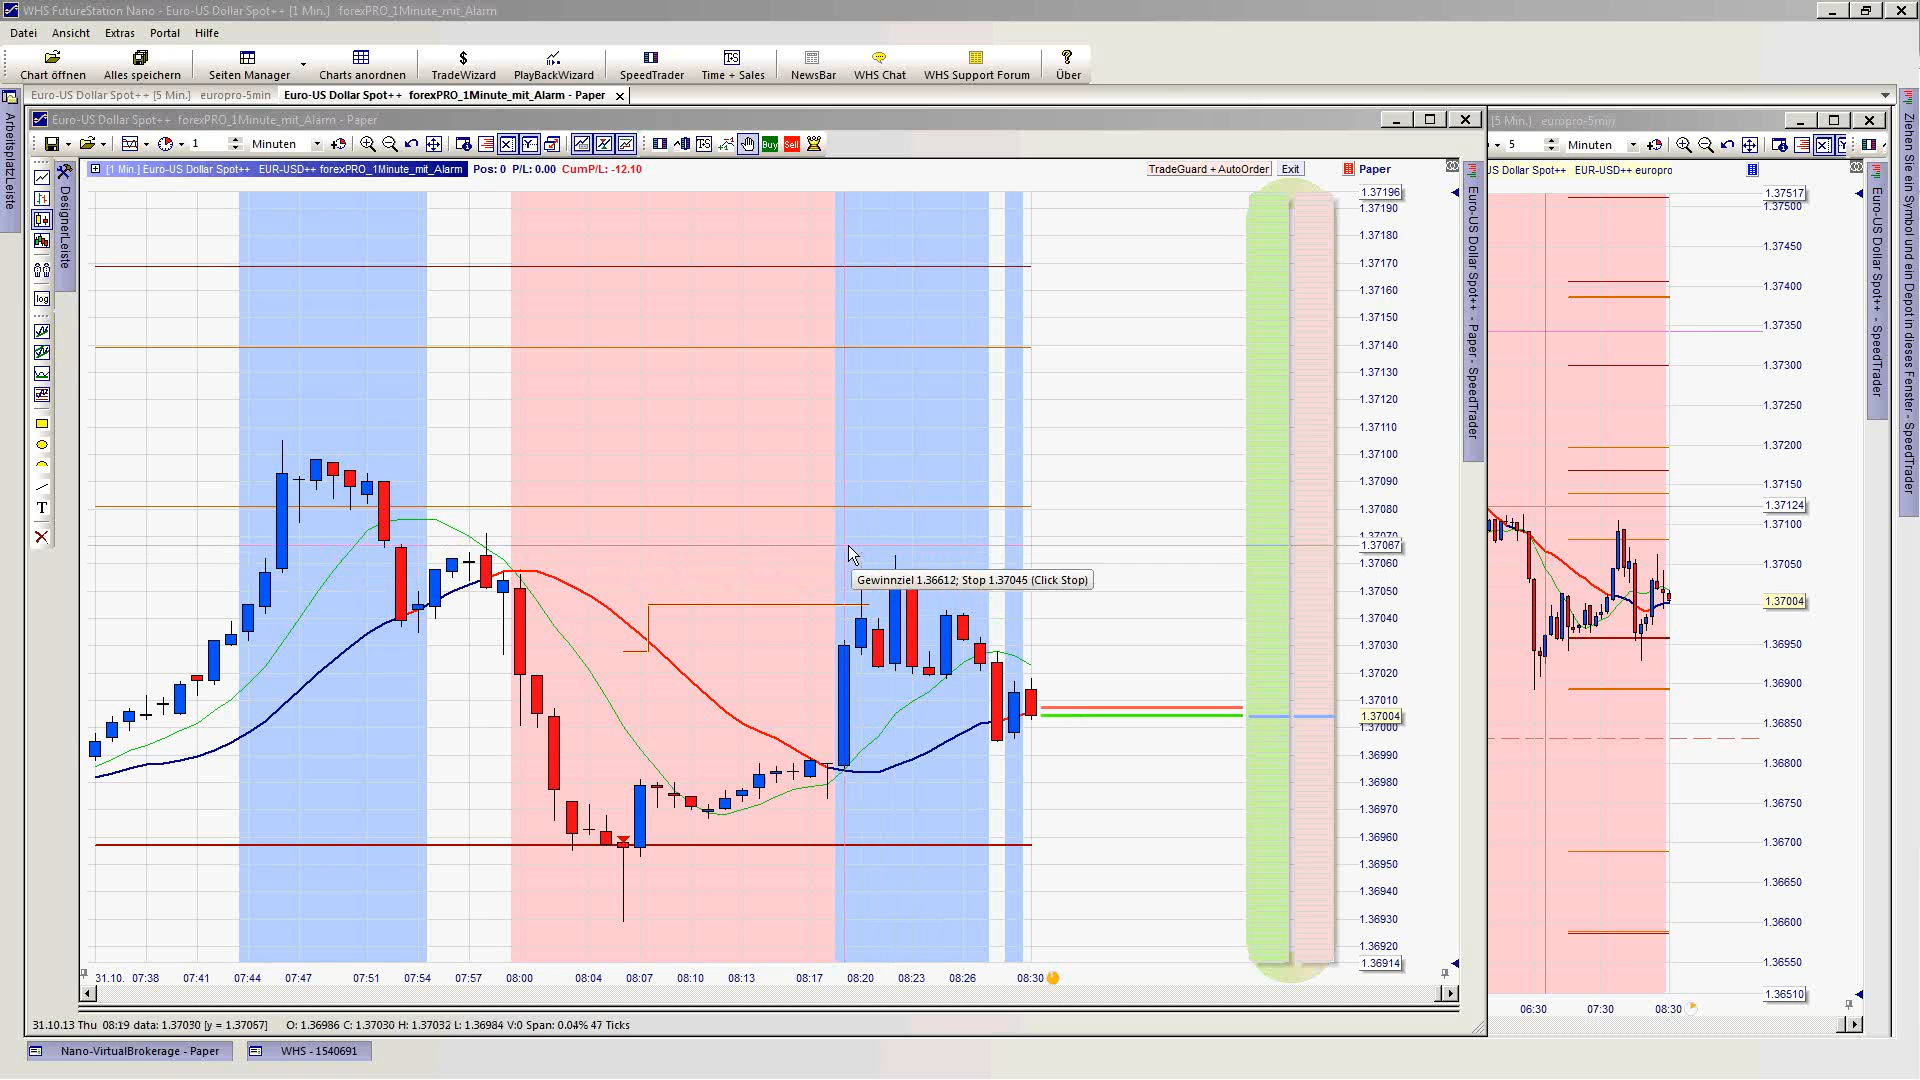 WHS FutureStation Nano - Euro-US Dollar Spot++ [1 Min.] forexPRO_1Minute_mit_Alarm
Datei Ansicht Extras Portal Hilfe
Chart öffnen Alles speichern Seiten Manager Charts anordnen TradeWizard PlayBackWizard SpeedTrader Time + Sales NewsBar WHS Chat WHS Support Forum Über
Euro-US Dollar Spot++ [5 Min.] europro-5min Euro-US Dollar Spot++ forexPRO_1Minute_mit_Alarm - Paper
ArbeitsplatzLeiste
Euro-US Dollar Spot++ forexPRO_1Minute_mit_Alarm - Paper
1 Minuten Buy Sell
DesignerLeiste
log
T
[1 Min.] Euro-US Dollar Spot++ EUR-USD++ forexPRO_1Minute_mit_Alarm Pos: 0 P/L: 0.00 CumP/L: -12.10
TradeGuard + AutoOrder Exit Paper
1.37196
1.37190
1.37180
1.37170
1.37160
1.37150
1.37140
1.37130
1.37120
1.37110
1.37100
1.37090
1.37080
1.37070
1.37067
1.37060
1.37050
1.37040
1.37030
1.37020
1.37010
1.37004
1.37000
1.36990
1.36980
1.36970
1.36960
1.36950
1.36940
1.36930
1.36920
1.36914
Gewinnziel 1.36612; Stop 1.37045 (Click Stop)
31.10. 07:38 07:41 07:44 07:47 07:51 07:54 07:57 08:00 08:04 08:07 08:10 08:13 08:17 08:20 08:23 08:26 08:30
31.10.13 Thu 08:19 data: 1.37030 [y = 1.37067] O: 1.36986 C: 1.37030 H: 1.37032 L: 1.36984 V:0 Span: 0.04% 47 Ticks
Euro-US Dollar Spot++ - Paper - SpeedTrader
[5 Min.] europro-5min
5 Minuten
US Dollar Spot++ EUR-USD++ europro
1.37517
1.37500
1.37450
1.37400
1.37350
1.37300
1.37250
1.37200
1.37150
1.37124
1.37100
1.37050
1.37004
1.36950
1.36900
1.36850
1.36800
1.36750
1.36700
1.36650
1.36600
1.36550
1.36510
06:30 07:30 08:30
Euro-US Dollar Spot++ - SpeedTrader
Ziehen Sie ein Symbol und ein Depot in dieses Fenster - SpeedTrader
Nano-VirtualBrokerage - Paper WHS - 1540691